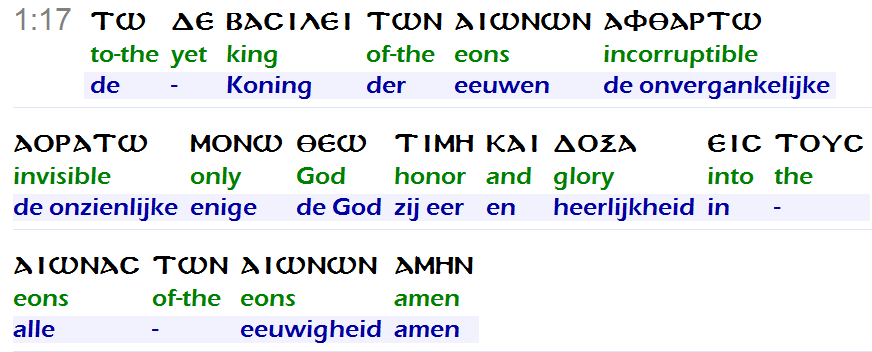 1:17 ΤΩ ΔΕ ΒΑϹΙΛΕΙ ΤΩΝ ΑΙΩΝΩΝ ΑΦΘΑΡΤΩ
to-the yet king of-the eons incorruptible
de - Koning der eeuwen de onvergankelijke
ΑΟΡΑΤΩ ΜΟΝΩ ΘΕΩ ΤΙΜΗ ΚΑΙ ΔΟΞΑ ΕΙϹ ΤΟΥϹ
invisible only God honor and glory into the
de onzienlijke enige de God zij eer en heerlijkheid in -
ΑΙΩΝΑϹ ΤΩΝ ΑΙΩΝΩΝ ΑΜΗΝ
eons of-the eons amen
alle - eeuwigheid amen